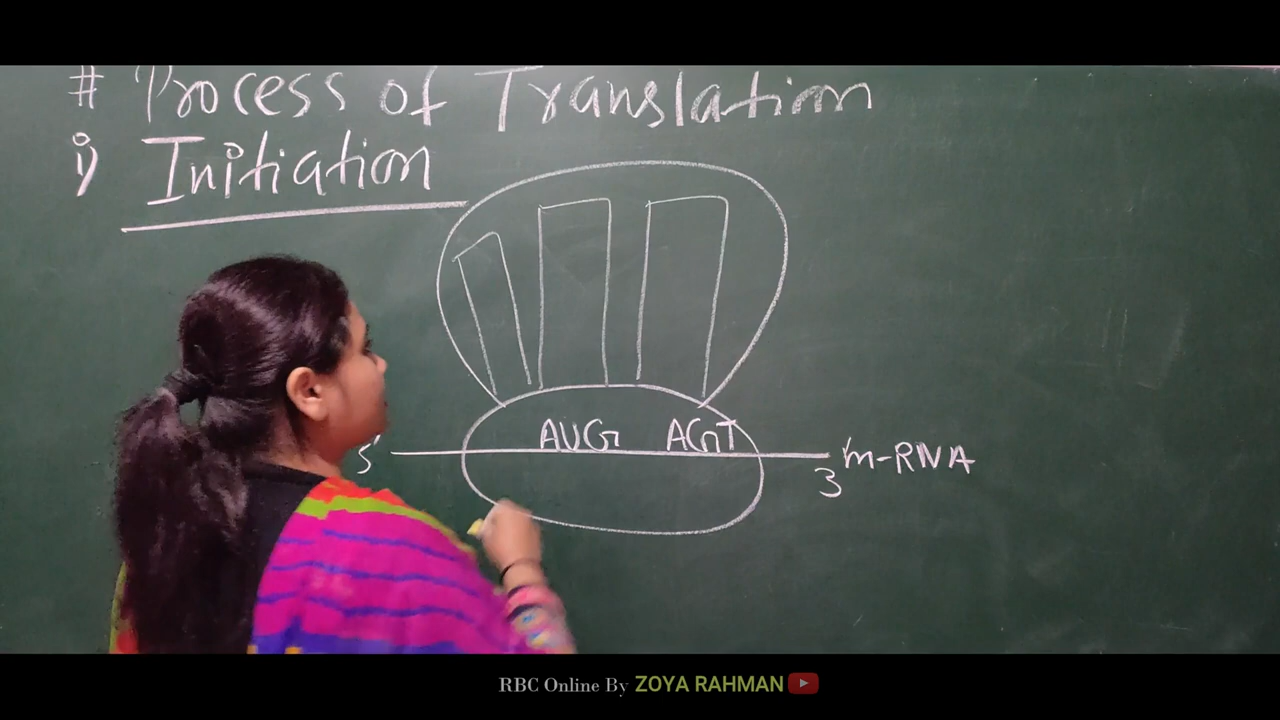 # Process of Translation
i) Initiation
AUG AGT
5' 3' m-RNA
RBC Online By ZOYA RAHMAN